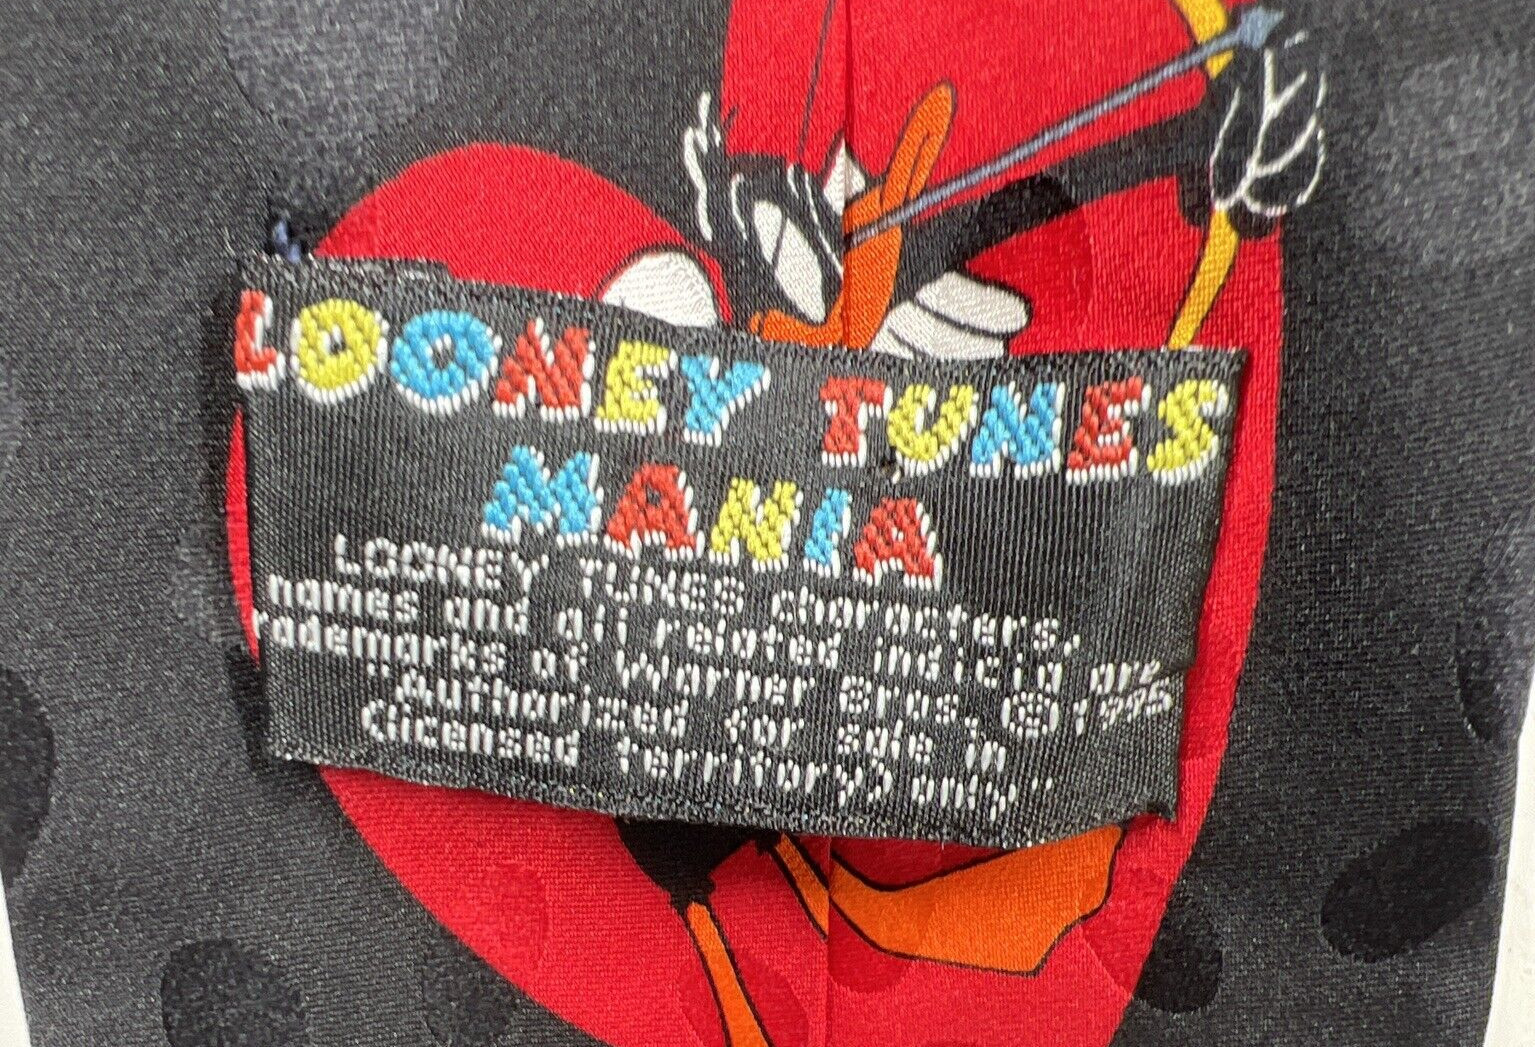 LOONEY TUNES
MANIA
LOONEY TUNES characters,
names and all related indicia are
trademarks of Warner Bros. © 1995
Authorized for sale in
licensed territory's only